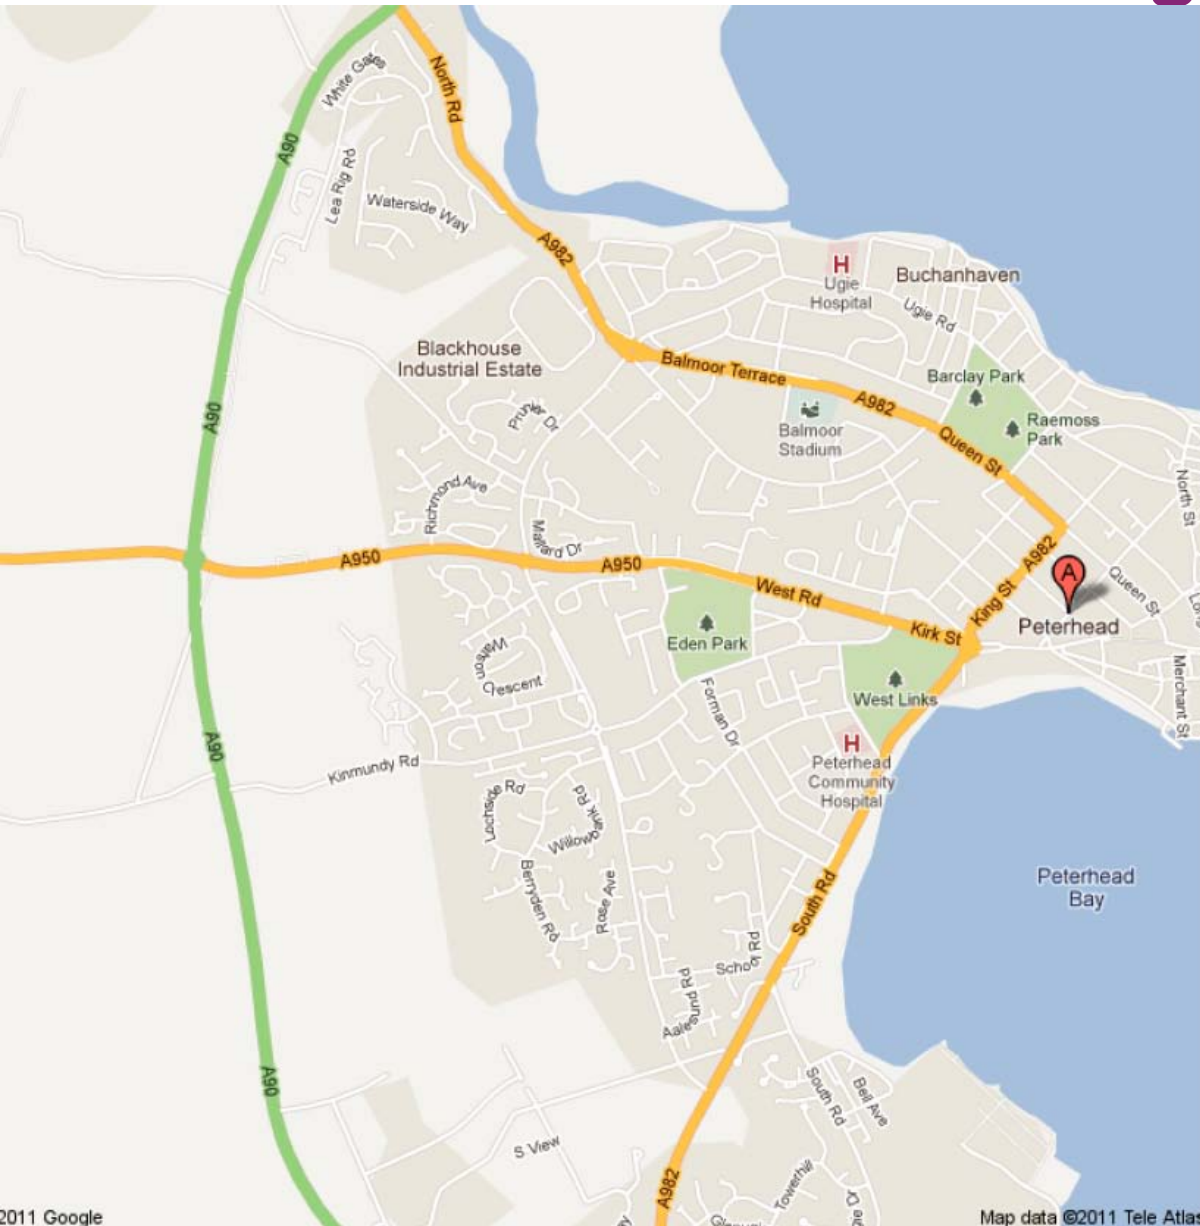 White Gates
North Rd
A90
Lea Rig Rd
Waterside Way
A982
H
Ugie
Hospital
Buchanhaven
Ugie Rd
Blackhouse
Industrial Estate
Balmoor Terrace
Barclay Park
A90
A982
Prunier Dr
Balmoor
Stadium
Raemoss
Park
Queen St
Richmond Ave
North St
Mallard Dr
A950
A950
A982
A
West Rd
King St
Queen St
Peterhead
Kirk St
Eden Park
Watson
Crescent
Forman Dr
West Links
Merchant St
A90
H
Peterhead
Community
Hospital
Kinmundy Rd
Lochside Rd
Willowbank Rd
Berryden Rd
Rose Ave
Peterhead
Bay
South Rd
School Rd
Aalesund Rd
A90
South Rd
Bell Ave
S View
Towerhill
A982
2011 Google
Map data ©2011 Tele Atlas